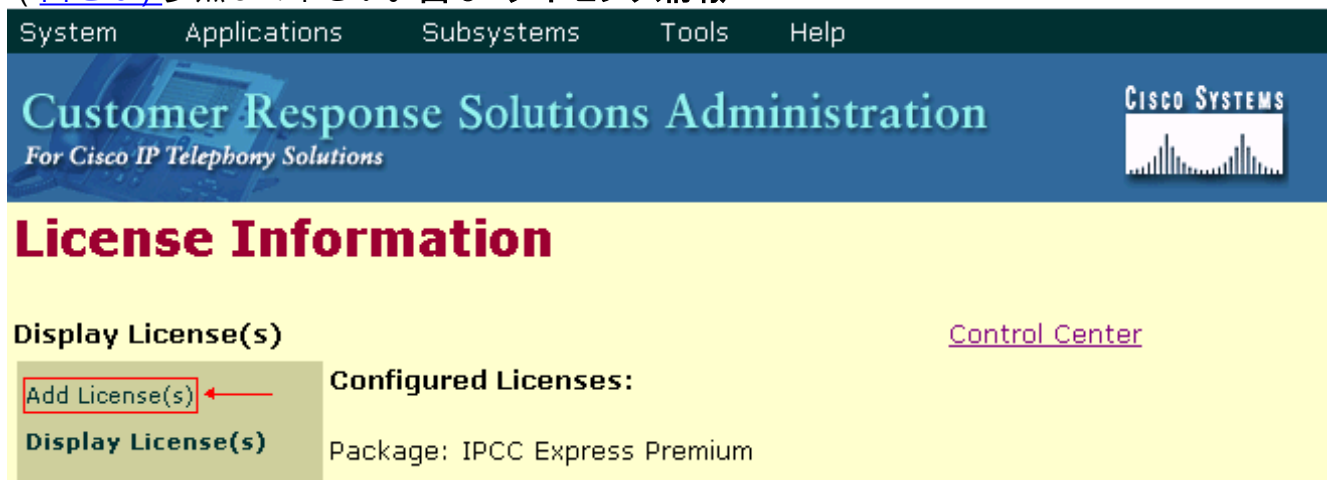 System Applications Subsystems Tools Help
Customer Response Solutions Administration
For Cisco IP Telephony Solutions
CISCO SYSTEMS
License Information
Display License(s)
Control Center
Add License(s)
Configured Licenses:
Display License(s)
Package: IPCC Express Premium